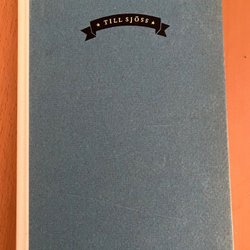 ★ TILL SJÖSS ★